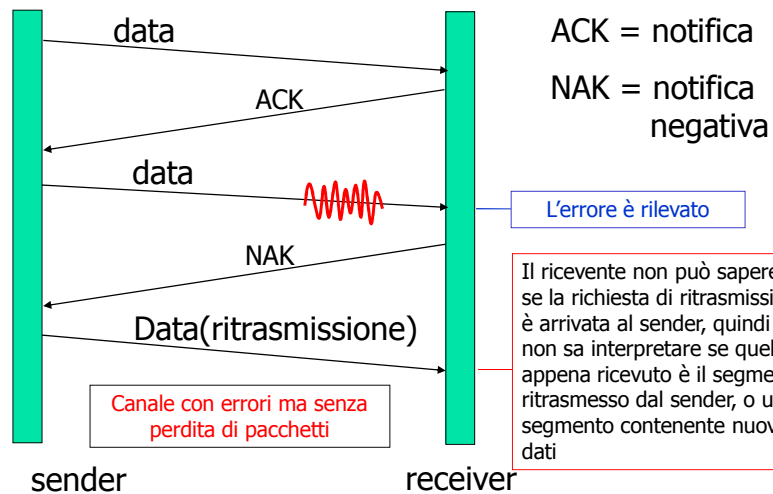 data
ACK = notifica
ACK
NAK = notifica
negativa
data
L'errore è rilevato
NAK
Il ricevente non può sapere
se la richiesta di ritrasmissi
è arrivata al sender, quindi
non sa interpretare se quel
appena ricevuto è il segme
ritrasmesso dal sender, o u
segmento contenente nuov
dati
Data(ritrasmissione)
Canale con errori ma senza
perdita di pacchetti
sender
receiver